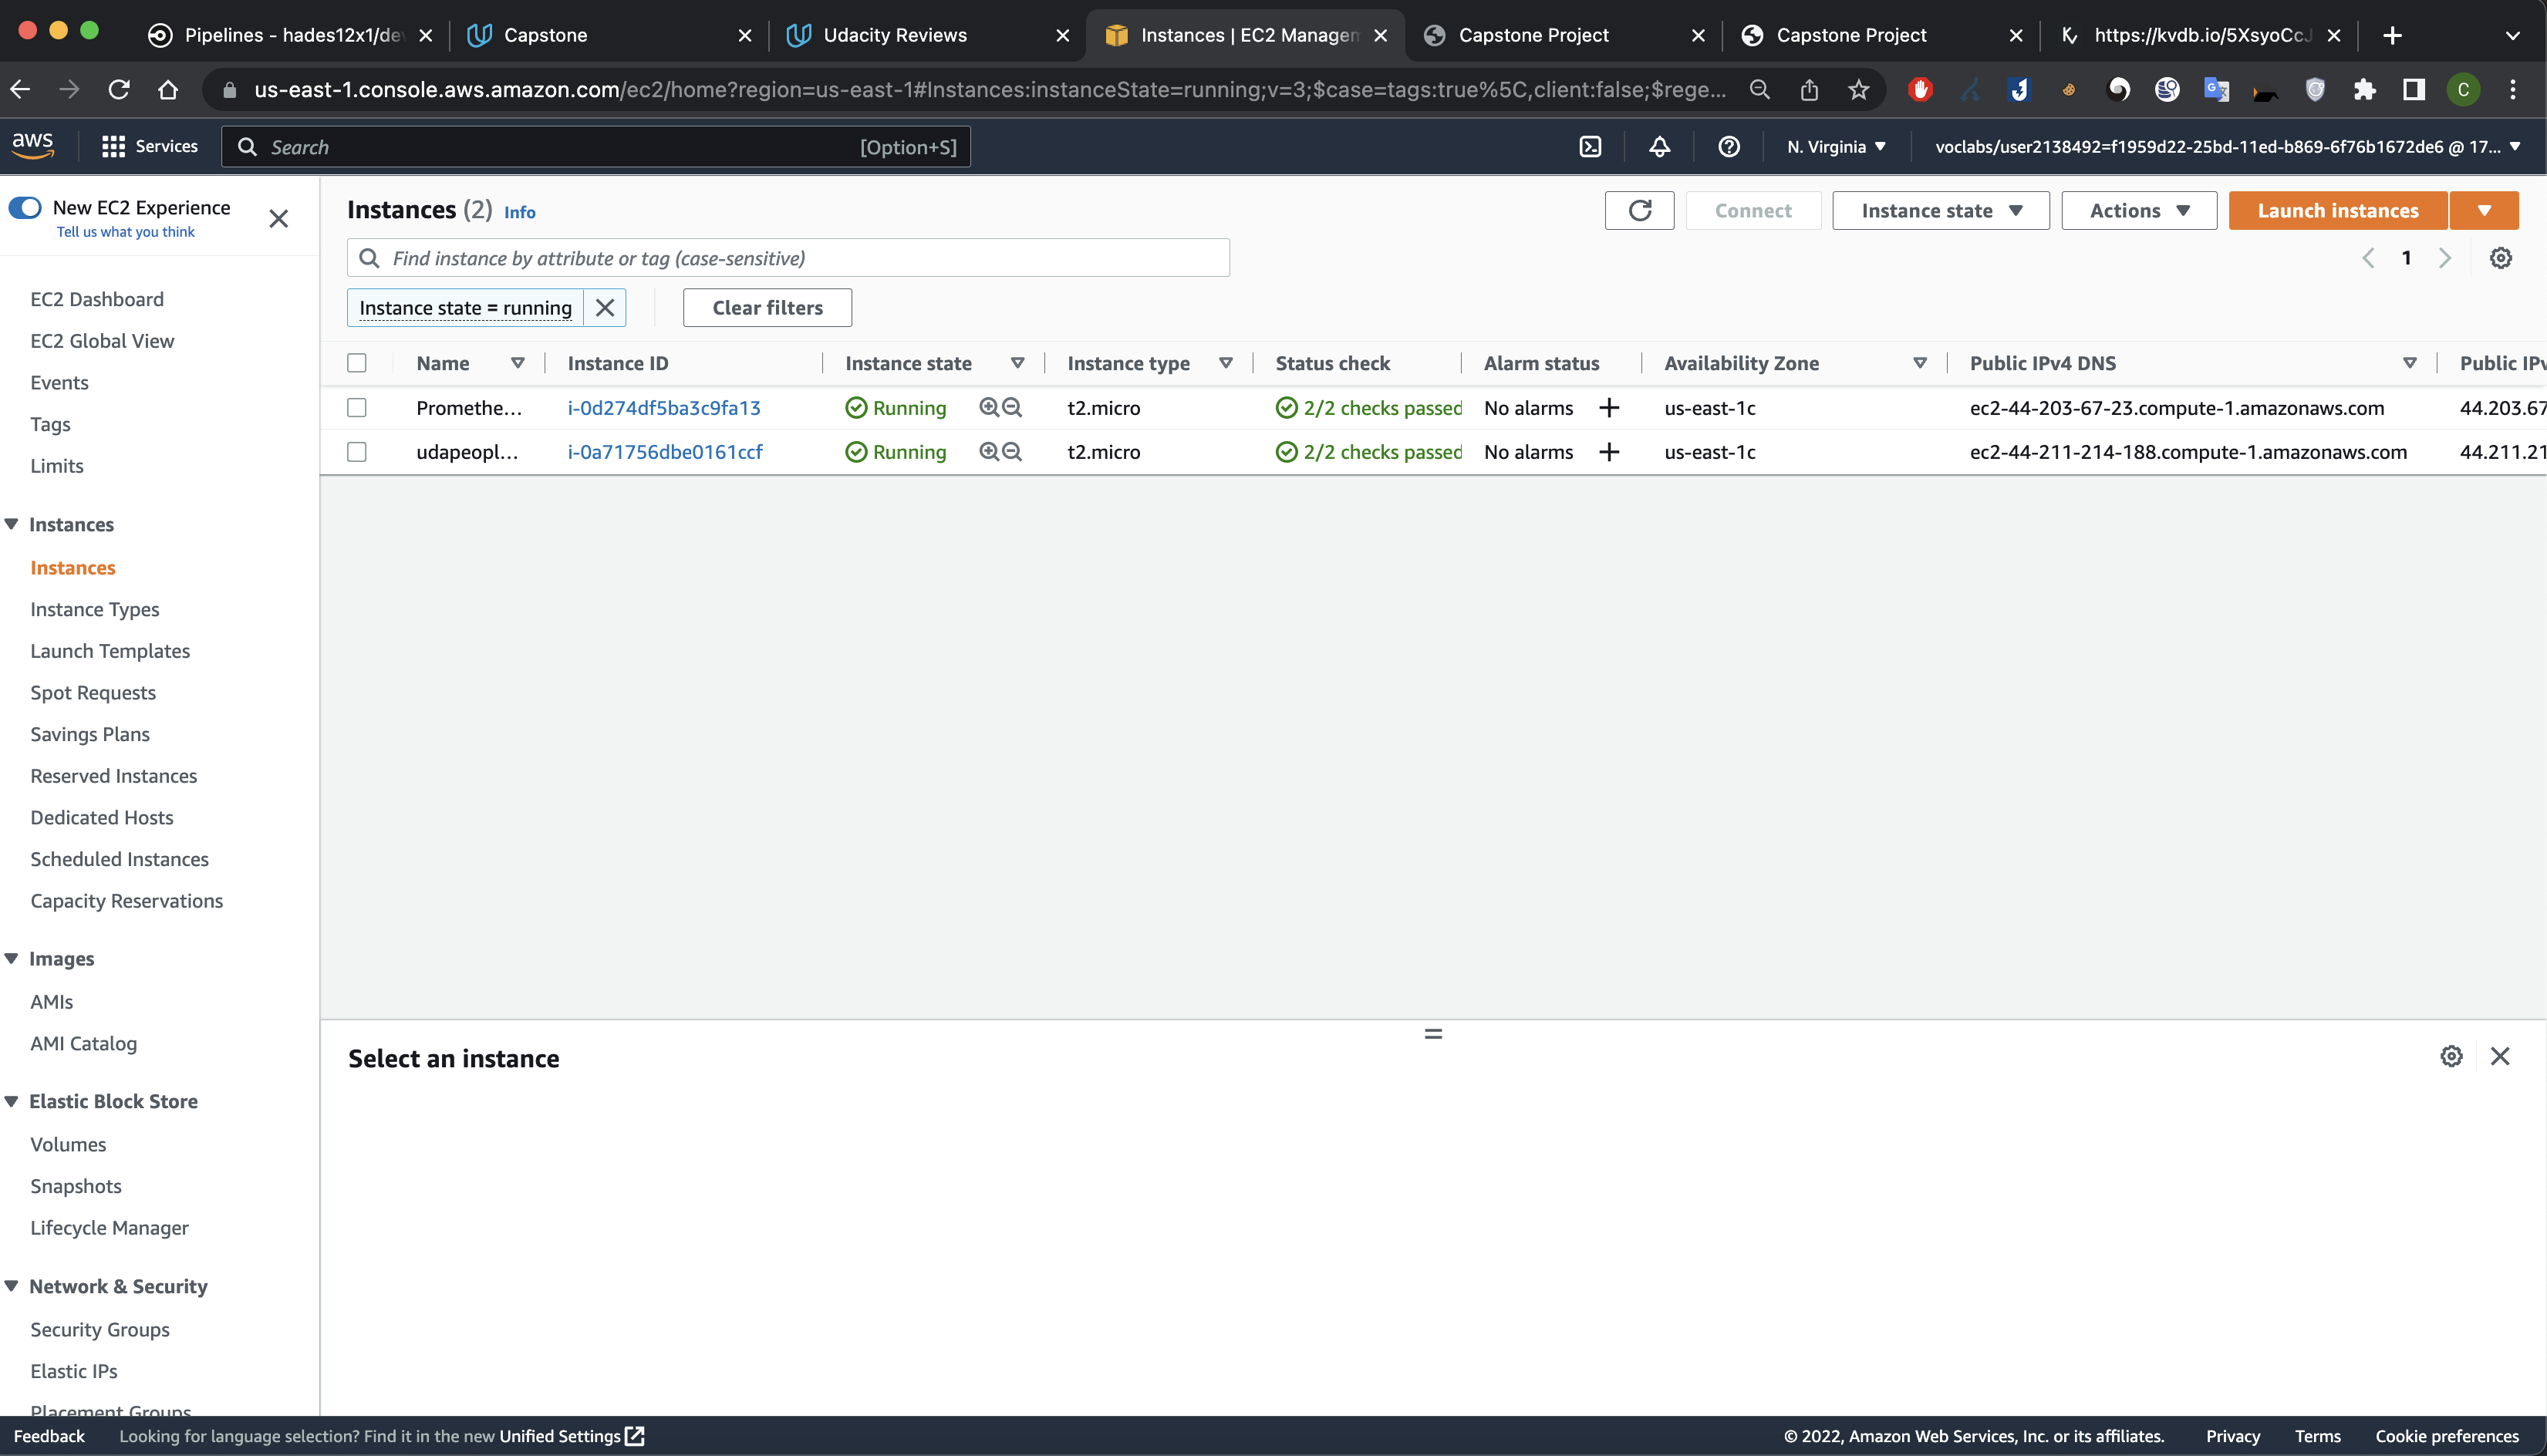 Pipelines - hades12x1/dev
Capstone
Udacity Reviews
Instances | EC2 Managem
Capstone Project
Capstone Project
https://kvdb.io/5XsyoCcJ
us-east-1.console.aws.amazon.com/ec2/home?region=us-east-1#Instances:instanceState=running;v=3;$case=tags:true%5C,client:false;$rege...
C
aws
Services
Search
[Option+S]
N. Virginia
voclabs/user2138492=f1959d22-25bd-11ed-b869-6f76b1672de6 @ 17...
New EC2 Experience
Tell us what you think
EC2 Dashboard
EC2 Global View
Events
Tags
Limits
Instances
Instances
Instance Types
Launch Templates
Spot Requests
Savings Plans
Reserved Instances
Dedicated Hosts
Scheduled Instances
Capacity Reservations
Images
AMIs
AMI Catalog
Elastic Block Store
Volumes
Snapshots
Lifecycle Manager
Network & Security
Security Groups
Elastic IPs
Placement Groups
Instances (2) Info
Connect
Instance state
Actions
Launch instances
Find instance by attribute or tag (case-sensitive)
1
Instance state = running
Clear filters
Name Instance ID Instance state Instance type Status check Alarm status Availability Zone Public IPv4 DNS Public IPv
Promethe... i-0d274df5ba3c9fa13 Running t2.micro 2/2 checks passed No alarms + us-east-1c ec2-44-203-67-23.compute-1.amazonaws.com 44.203.67
udapeopl... i-0a71756dbe0161ccf Running t2.micro 2/2 checks passed No alarms + us-east-1c ec2-44-211-214-188.compute-1.amazonaws.com 44.211.21
Select an instance
Feedback
Looking for language selection? Find it in the new Unified Settings
© 2022, Amazon Web Services, Inc. or its affiliates.
Privacy
Terms
Cookie preferences